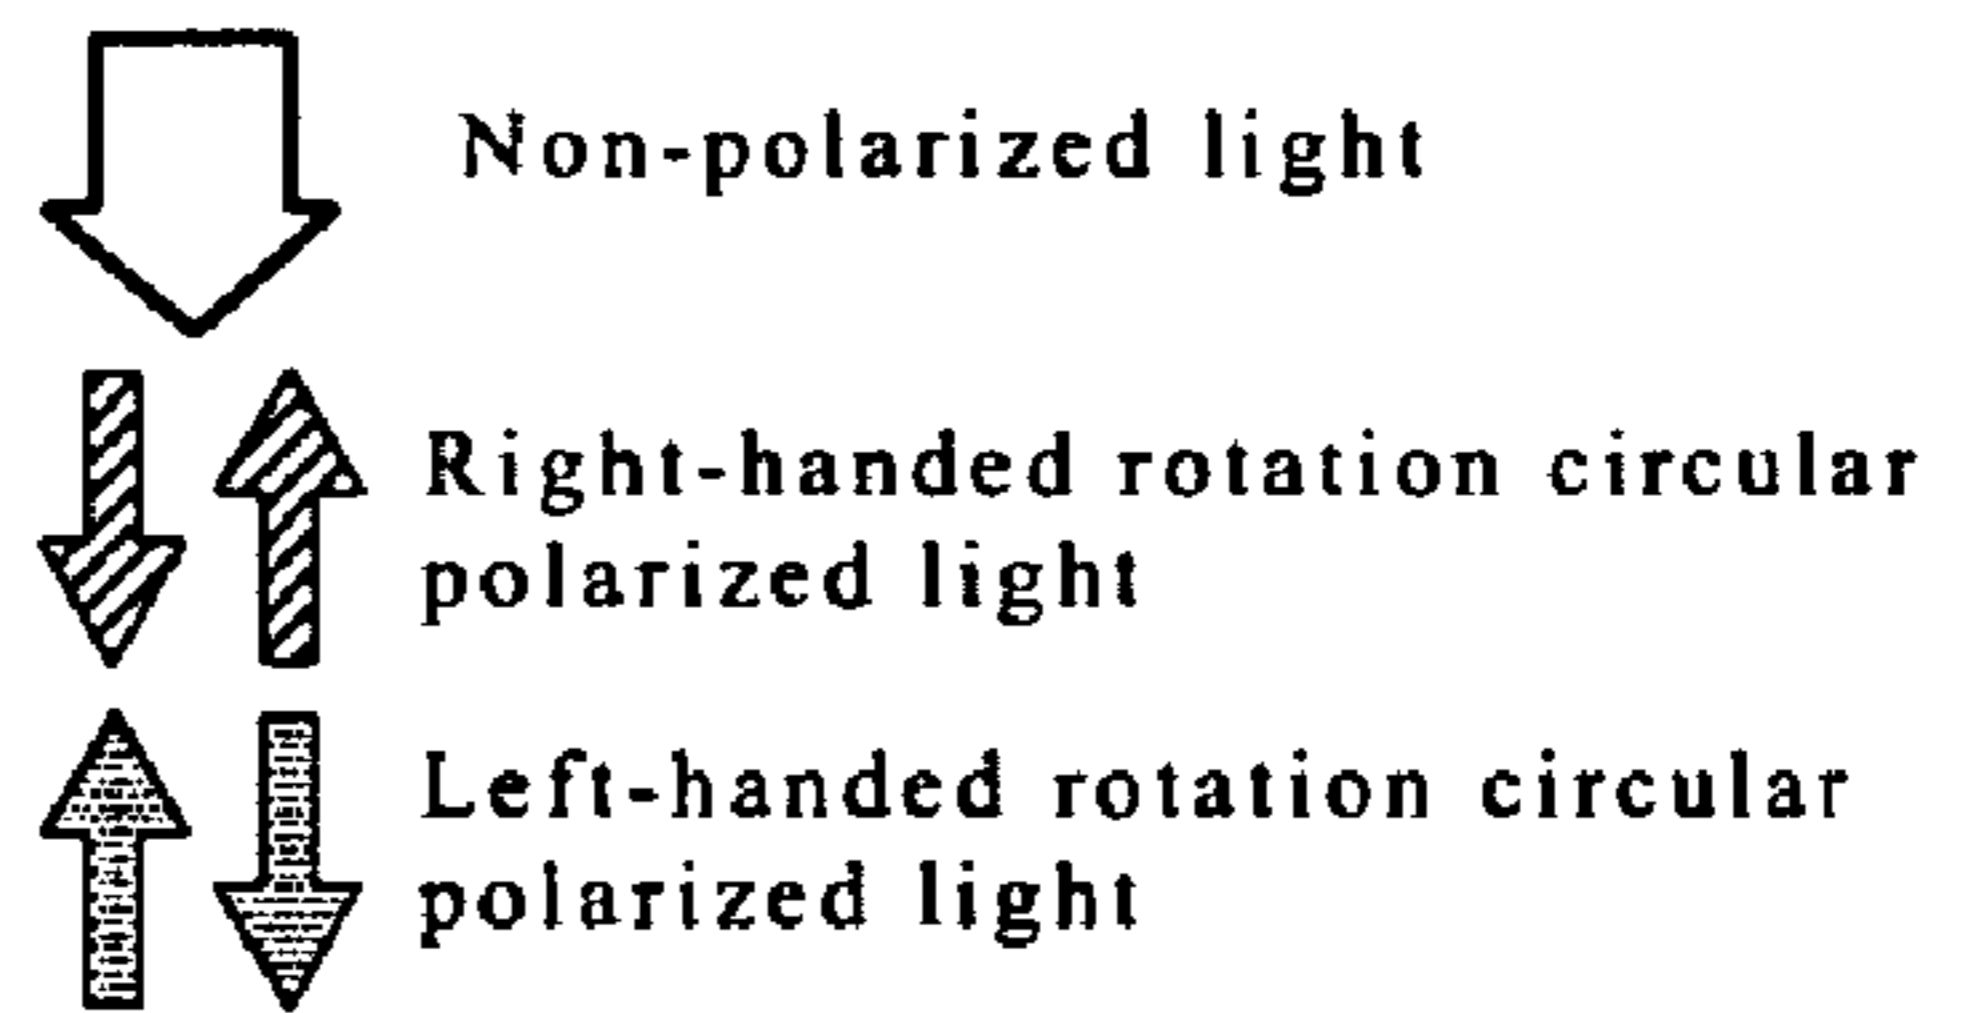 Non-polarized light
Right-handed rotation circular
polarized light
Left-handed rotation circular
polarized light